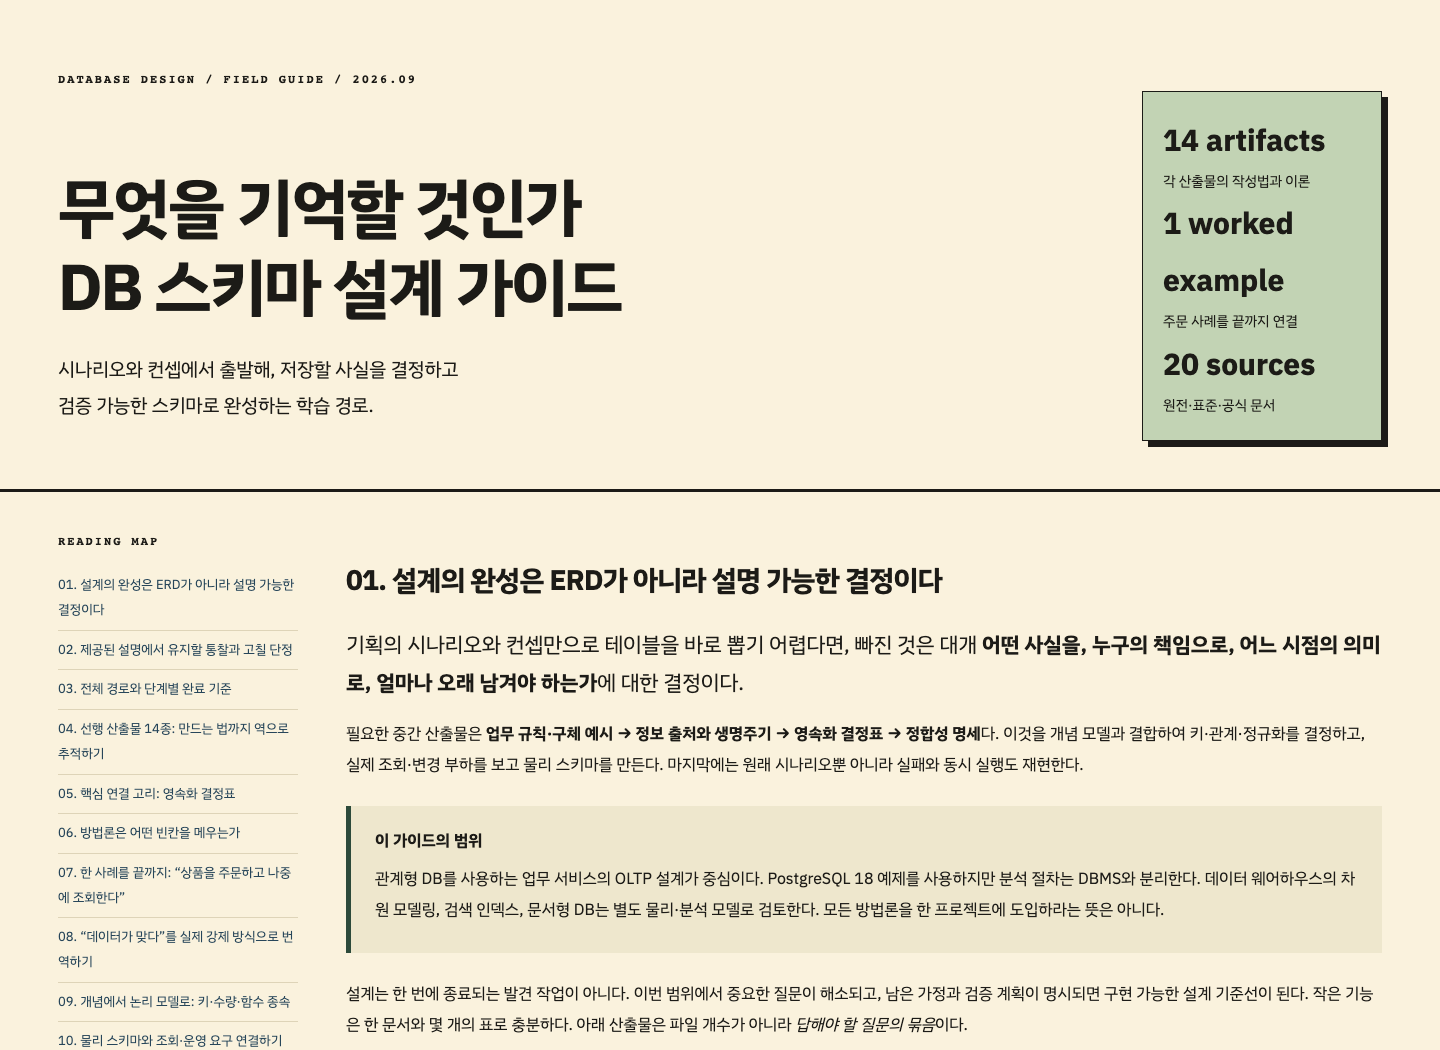 DATABASE DESIGN / FIELD GUIDE / 2026.09
무엇을 기억할 것인가
DB 스키마 설계 가이드
시나리오와 컨셉에서 출발해, 저장할 사실을 결정하고
검증 가능한 스키마로 완성하는 학습 경로.
14 artifacts
각 산출물의 작성법과 이론
1 worked
example
주문 사례를 끝까지 연결
20 sources
원전·표준·공식 문서
READING MAP
01. 설계의 완성은 ERD가 아니라 설명 가능한
결정이다
02. 제공된 설명에서 유지할 통찰과 고칠 단정
03. 전체 경로와 단계별 완료 기준
04. 선행 산출물 14종: 만드는 법까지 역으로
추적하기
05. 핵심 연결 고리: 영속화 결정표
06. 방법론은 어떤 빈칸을 메우는가
07. 한 사례를 끝까지: “상품을 주문하고 나중
에 조회한다”
08. “데이터가 맞다”를 실제 강제 방식으로 번
역하기
09. 개념에서 논리 모델로: 키·수량·함수 종속
10. 물리 스키마와 조회·운영 요구 연결하기
01. 설계의 완성은 ERD가 아니라 설명 가능한 결정이다
기획의 시나리오와 컨셉만으로 테이블을 바로 뽑기 어렵다면, 빠진 것은 대개 어떤 사실을, 누구의 책임으로, 어느 시점의 의미
로, 얼마나 오래 남겨야 하는가에 대한 결정이다.
필요한 중간 산출물은 업무 규칙·구체 예시 → 정보 출처와 생명주기 → 영속화 결정표 → 정합성 명세다. 이것을 개념 모델과 결합하여 키·관계·정규화를 결정하고,
실제 조회·변경 부하를 보고 물리 스키마를 만든다. 마지막에는 원래 시나리오뿐 아니라 실패와 동시 실행도 재현한다.
이 가이드의 범위
관계형 DB를 사용하는 업무 서비스의 OLTP 설계가 중심이다. PostgreSQL 18 예제를 사용하지만 분석 절차는 DBMS와 분리한다. 데이터 웨어하우스의 차
원 모델링, 검색 인덱스, 문서형 DB는 별도 물리·분석 모델로 검토한다. 모든 방법론을 한 프로젝트에 도입하라는 뜻은 아니다.
설계는 한 번에 종료되는 발견 작업이 아니다. 이번 범위에서 중요한 질문이 해소되고, 남은 가정과 검증 계획이 명시되면 구현 가능한 설계 기준선이 된다. 작은 기능
은 한 문서와 몇 개의 표로 충분하다. 아래 산출물은 파일 개수가 아니라 답해야 할 질문의 묶음이다.